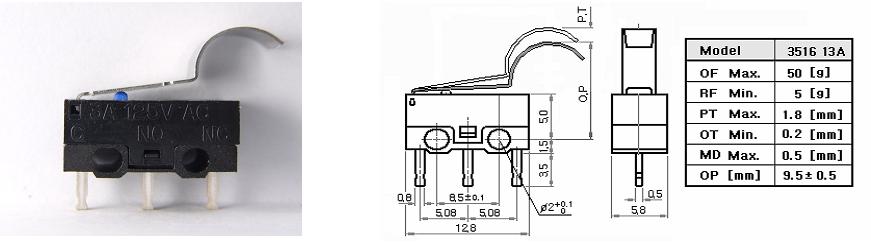 3A 125V AC
C NO NC
P,T
O,P
5,0
1,5
3,5
0,8
8,5±0.1
5,08 5,08
12,8
ø2+0.1 0
0,5
5,8
Model 3516 13A
OF Max. 50 [g]
RF Min. 5 [g]
PT Max. 1.8 [mm]
OT Min. 0.2 [mm]
MD Max. 0.5 [mm]
OP [mm] 9.5±0.5